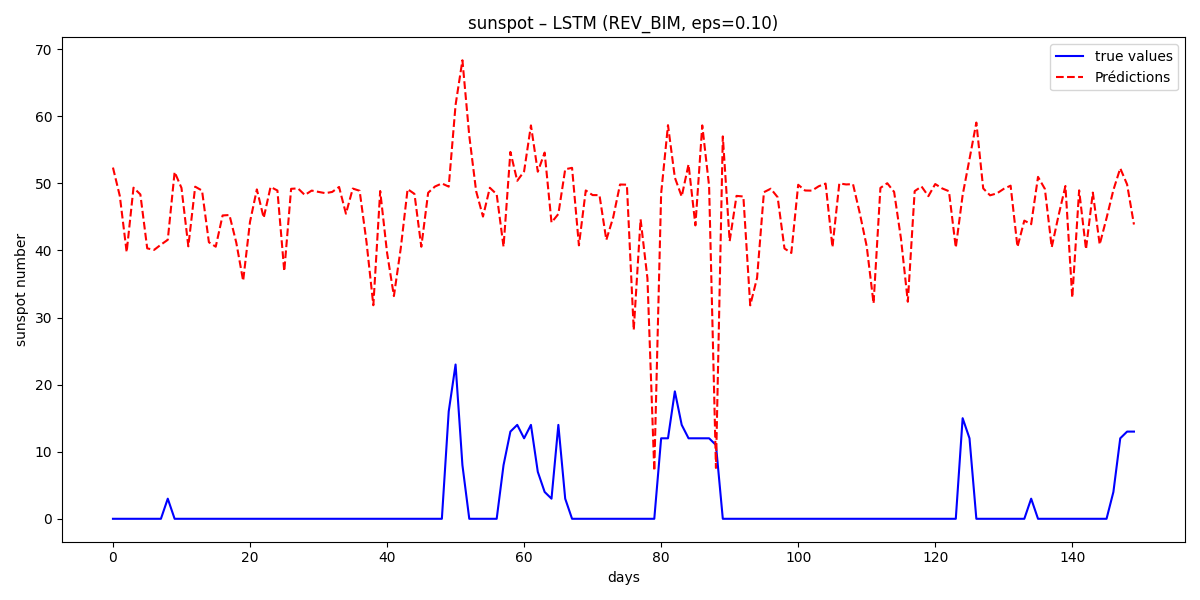 sunspot – LSTM (REV_BIM, eps=0.10)
true values
Prédictions
sunspot number
70
60
50
40
30
20
10
0
0 20 40 60 80 100 120 140
days